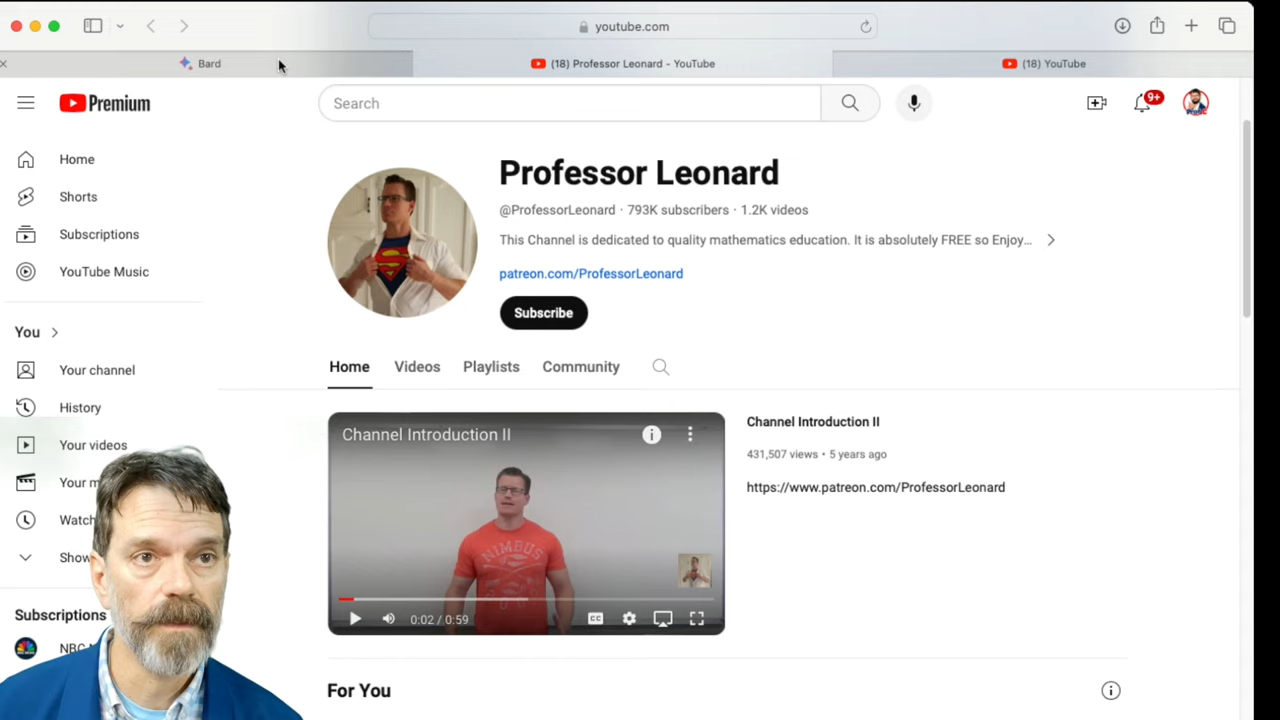 youtube.com
Bard
(18) Professor Leonard - YouTube
(18) YouTube
Premium
Search
9+
Home
Shorts
Subscriptions
YouTube Music
You
Your channel
History
Your videos
Your m
Watch
Show
Subscriptions
NBC
Professor Leonard
@ProfessorLeonard · 793K subscribers · 1.2K videos
This Channel is dedicated to quality mathematics education. It is absolutely FREE so Enjoy...
patreon.com/ProfessorLeonard
Subscribe
Home Videos Playlists Community
Channel Introduction II
NIMBUS
0:02 / 0:59
CC
Channel Introduction II
431,507 views • 5 years ago
https://www.patreon.com/ProfessorLeonard
For You